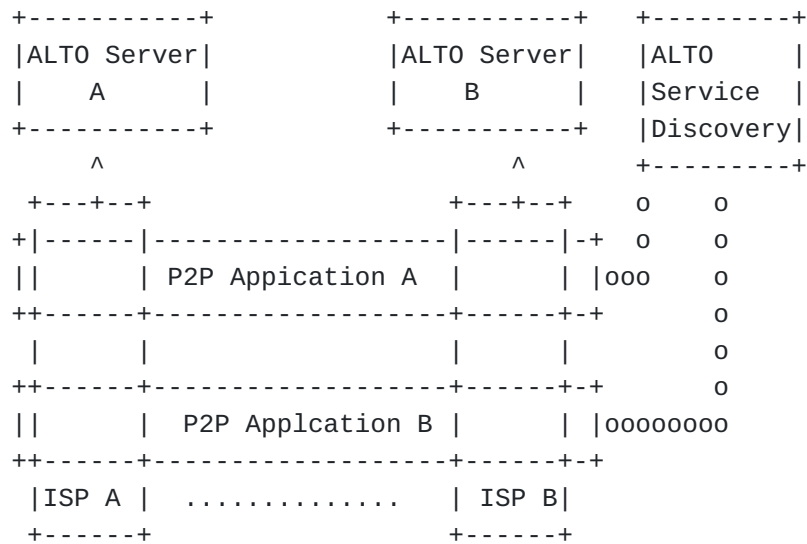 ALTO Server ALTO Server ALTO
A B Service
Discovery
P2P Appication A
P2P Applcation B
ISP A .............. ISP B